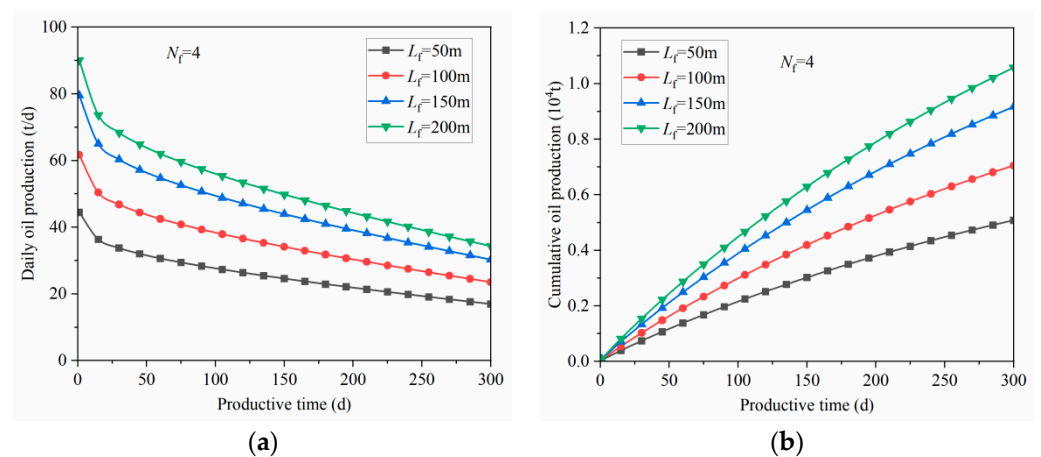 100
80
60
40
20
0
Daily oil production (t/d)
N_f=4
L_f=50m
L_f=100m
L_f=150m
L_f=200m
0 50 100 150 200 250 300
Productive time (d)
(a)
1.2
1.0
0.8
0.6
0.4
0.2
0.0
Cumulative oil production (10^4t)
L_f=50m
L_f=100m
L_f=150m
L_f=200m
N_f=4
0 50 100 150 200 250 300
Productive time (d)
(b)